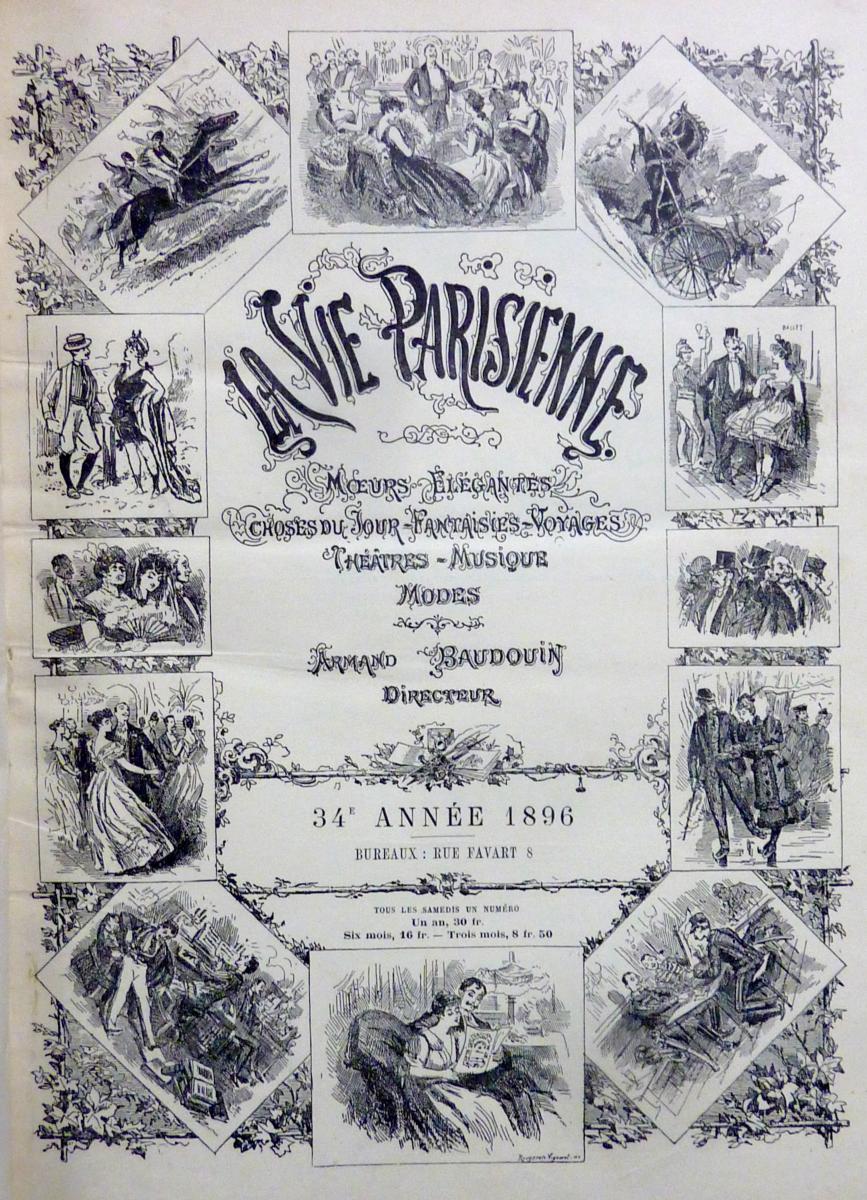 BALLET
LA VIE PARISIENNE.
MŒURS ÉLÉGANTES
CHOSES DU JOUR - FANTAISIES - VOYAGES
THÉÂTRES - MUSIQUE
MODES
ARMAND BAUDOUIN
DIRECTEUR
34E ANNÉE 1896
BUREAUX : RUE FAVART 8
TOUS LES SAMEDIS UN NUMÉRO
Un an, 30 fr.
Six mois, 16 fr. — Trois mois, 8 fr. 50